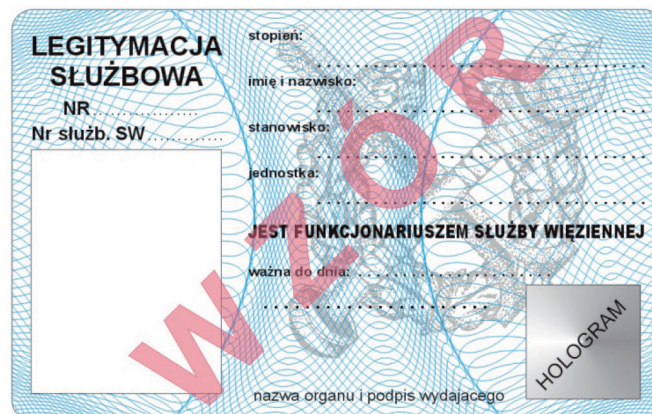 LEGITYMACJA
SŁUŻBOWA
NR....................
Nr służb. SW..............
stopień:
imię i nazwisko:
stanowisko:
jednostka:
JEST FUNKCJONARIUSZEM SŁUŻBY WIĘZIENNEJ
ważna do dnia:
nazwa organu i podpis wydającego
HOLOGRAM
WZÓR